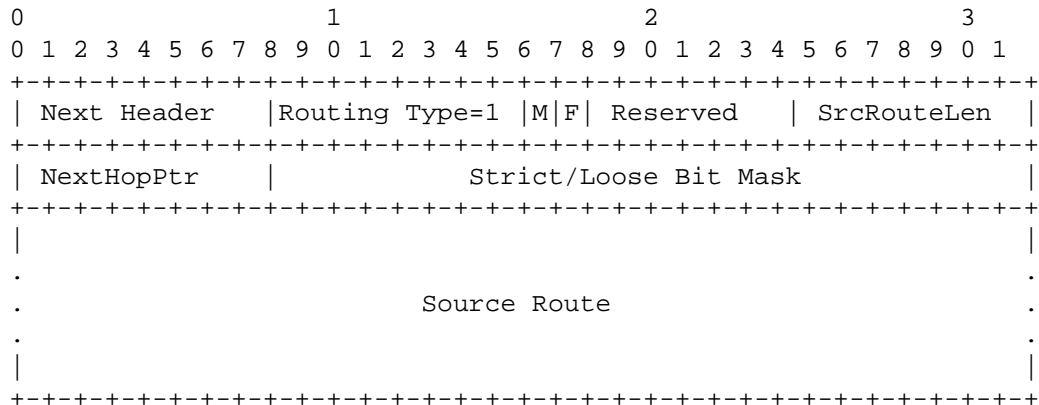 0                   1                   2                   3
0 1 2 3 4 5 6 7 8 9 0 1 2 3 4 5 6 7 8 9 0 1 2 3 4 5 6 7 8 9 0 1
+-+-+-+-+-+-+-+-+-+-+-+-+-+-+-+-+-+-+-+-+-+-+-+-+-+-+-+-+-+-+-+-+
| Next Header   |Routing Type=1 |M|F| Reserved  | SrcRouteLen   |
+-+-+-+-+-+-+-+-+-+-+-+-+-+-+-+-+-+-+-+-+-+-+-+-+-+-+-+-+-+-+-+-+
| NextHopPtr    |            Strict/Loose Bit Mask              |
+-+-+-+-+-+-+-+-+-+-+-+-+-+-+-+-+-+-+-+-+-+-+-+-+-+-+-+-+-+-+-+-+
|                                                               |
.                                                               .
.                         Source Route                          .
.                                                               .
|                                                               |
+-+-+-+-+-+-+-+-+-+-+-+-+-+-+-+-+-+-+-+-+-+-+-+-+-+-+-+-+-+-+-+-+